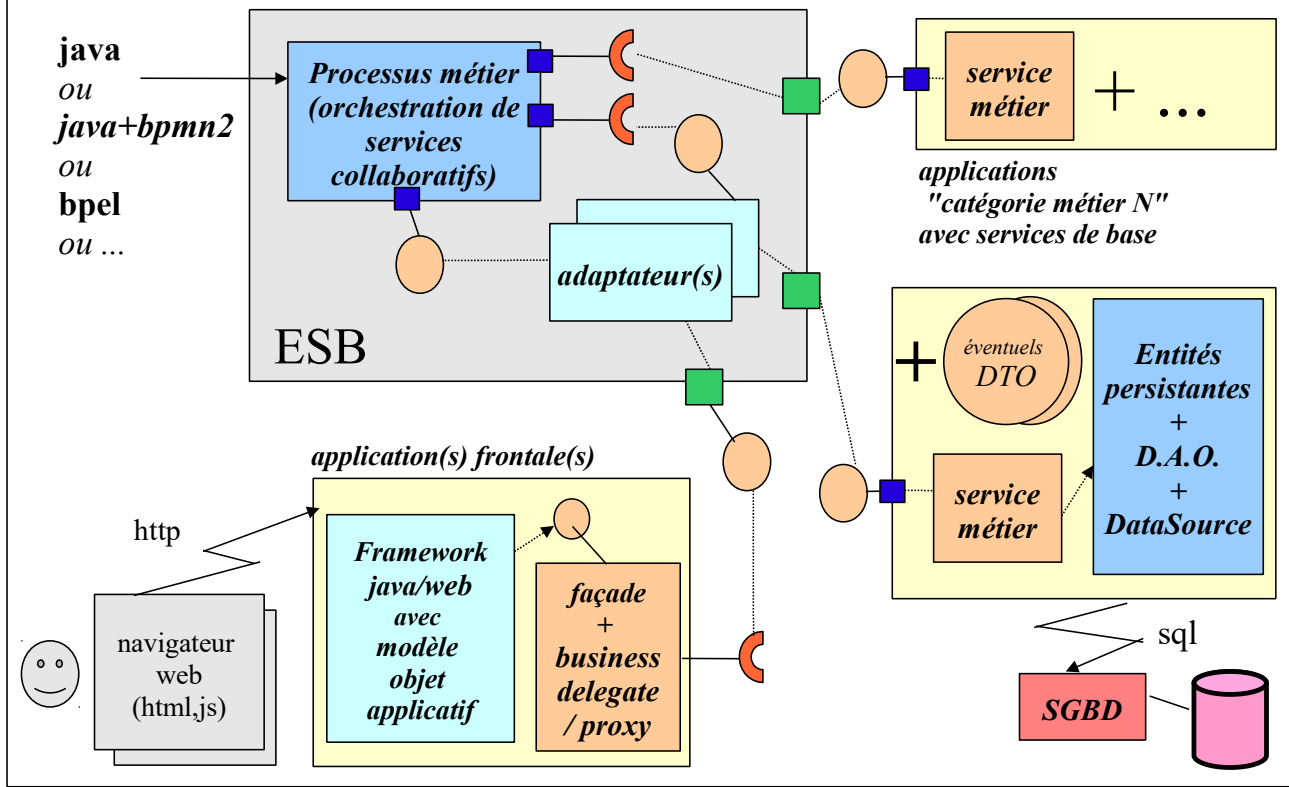 java
ou
java+bpmn2
ou
bpel
ou ...
Processus métier
(orchestration de
services
collaboratifs)
adaptateur(s)
ESB
service
métier
+ ...
applications
"catégorie métier N"
avec services de base
+
éventuels
DTO
Entités
persistantes
+
D.A.O.
+
DataSource
service
métier
application(s) frontale(s)
http
Framework
java/web
avec
modèle
objet
applicatif
façade
+
business
delegate
/ proxy
navigateur
web
(html,js)
sql
SGBD